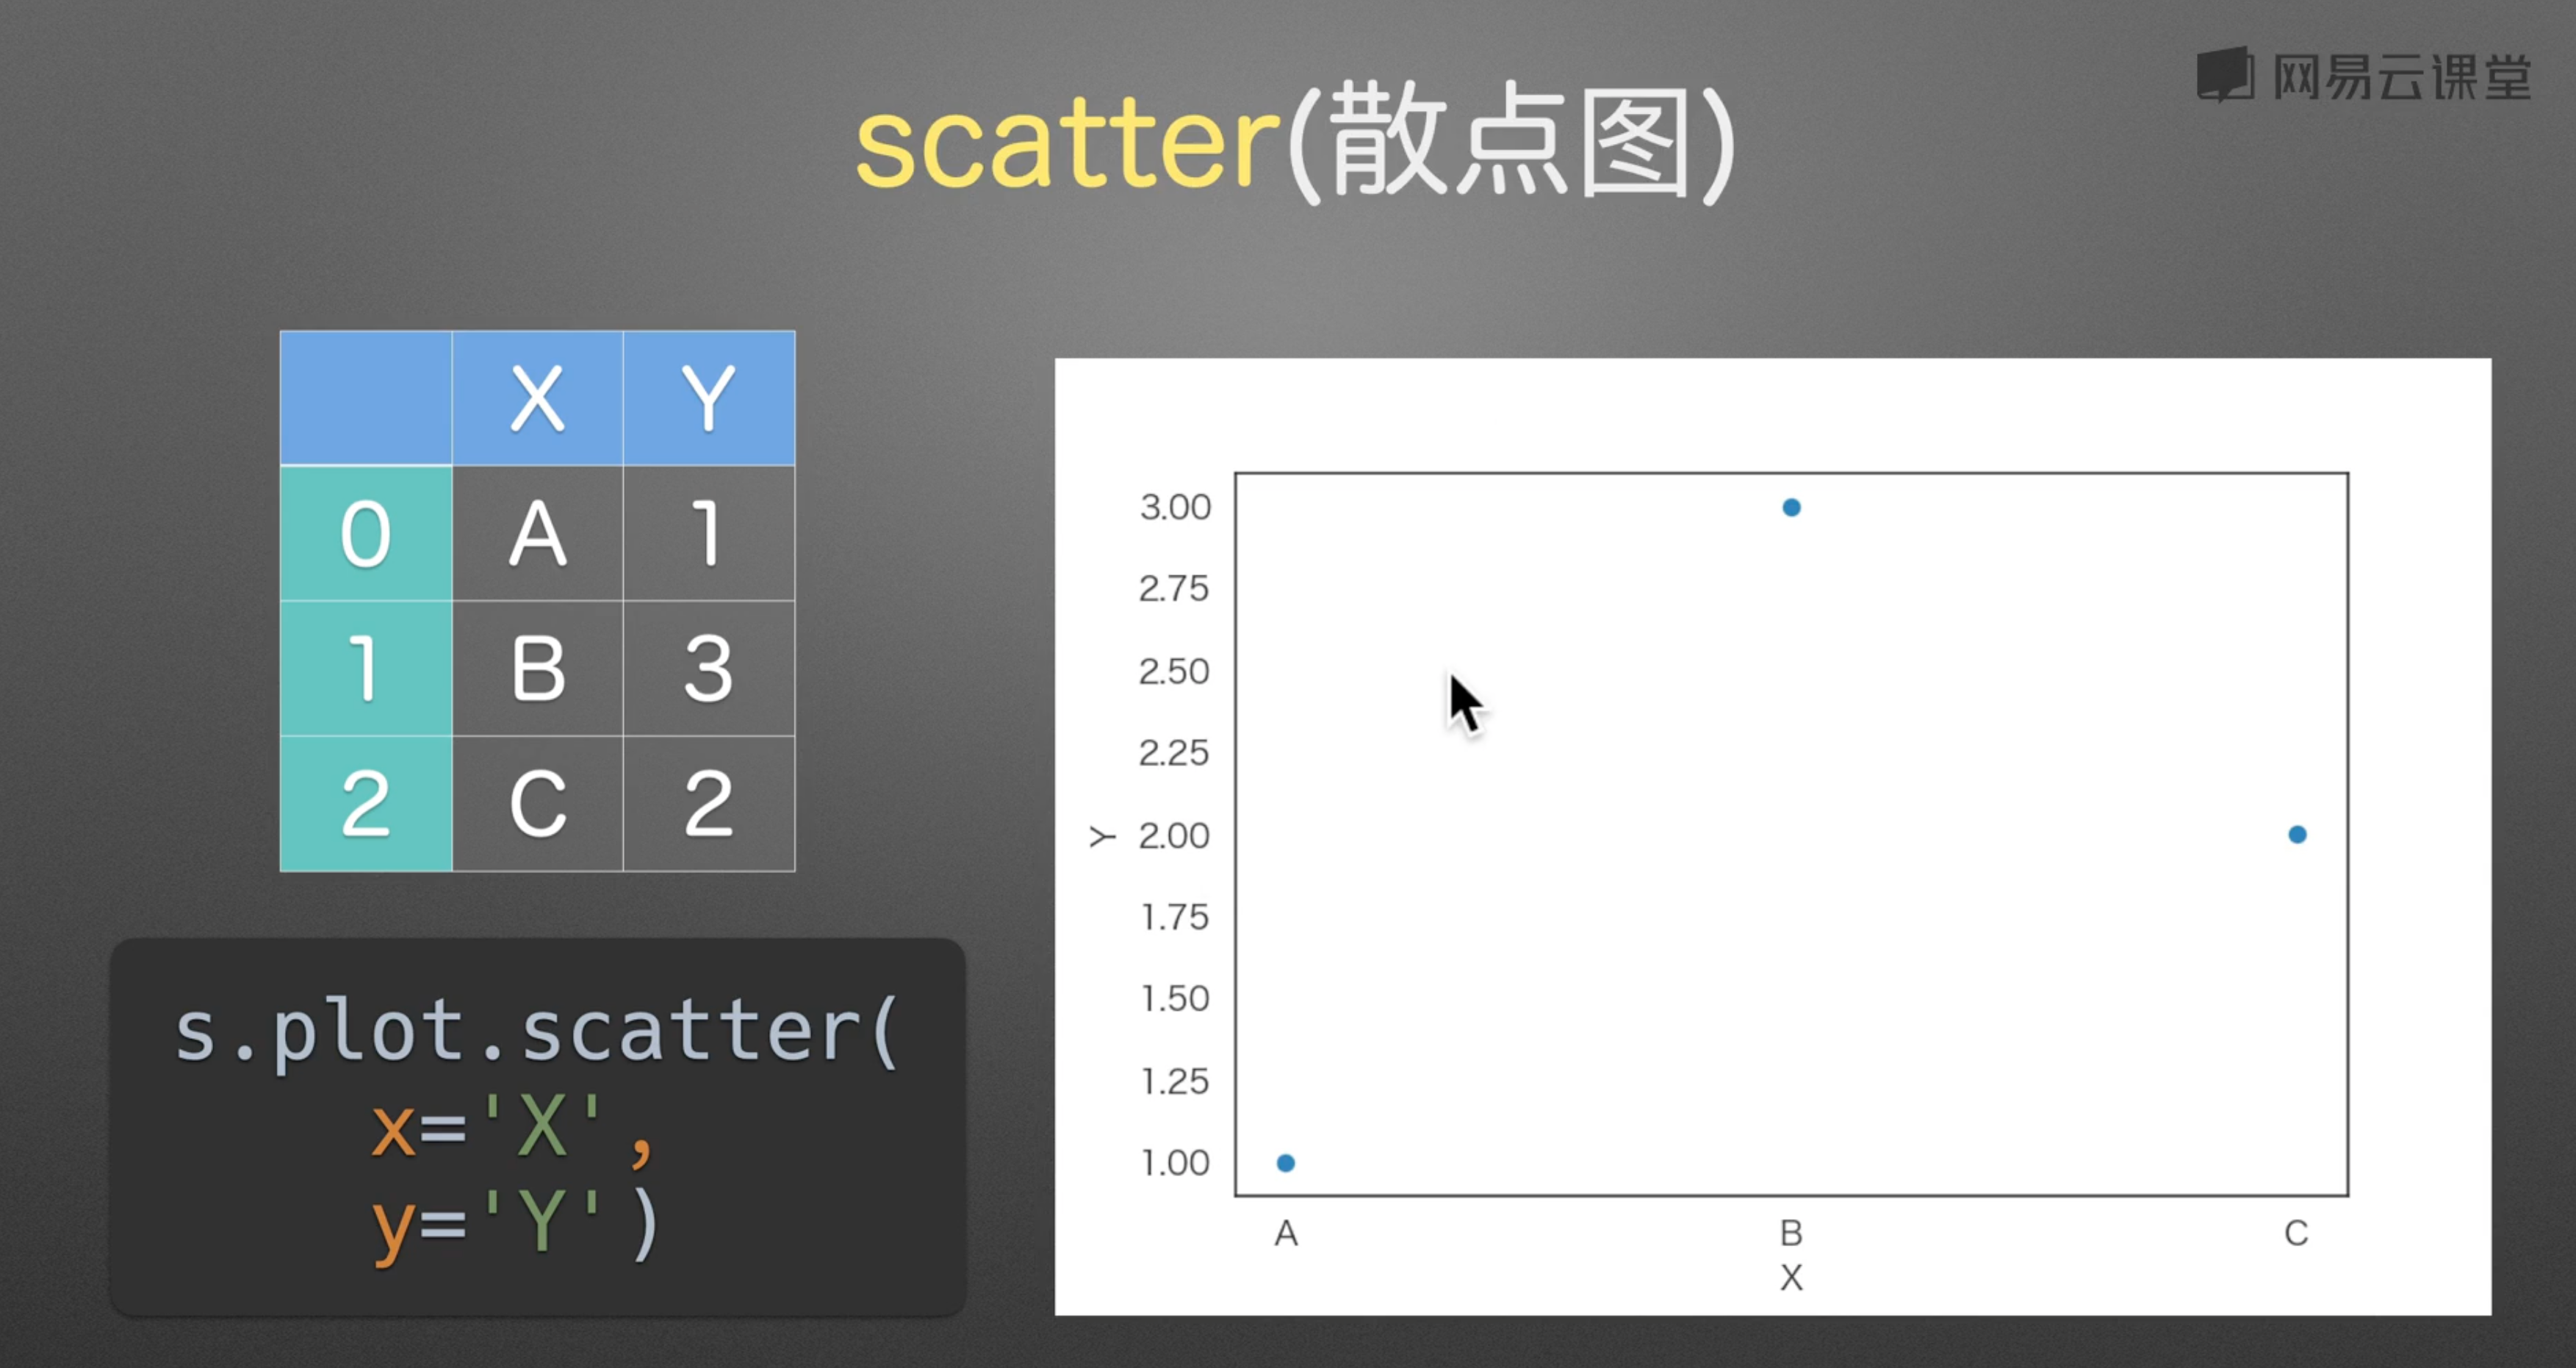 网易云课堂
scatter(散点图)
X Y
0 A 1
1 B 3
2 C 2
s.plot.scatter(
x='X',
y='Y')
3.00
2.75
2.50
2.25
2.00
1.75
1.50
1.25
1.00
Y
A B C
X